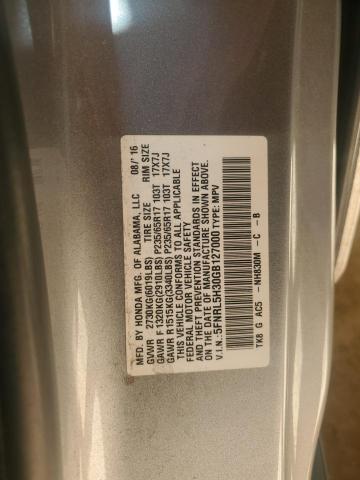 MFD. BY HONDA MFG. OF ALABAMA, LLC 08/'16
GVWR 2730KG(6019LBS) TIRE SIZE RIM SIZE
GAWR F 1320KG(2910LBS) P235/65R17 103T 17X7J
GAWR R1515KG(3340LBS) P235/65R17 103T 17X7J
THIS VEHICLE CONFORMS TO ALL APPLICABLE
FEDERAL MOTOR VEHICLE SAFETY
AND THEFT PREVENTION STANDARDS IN EFFECT
ON THE DATE OF MANUFACTURE SHOWN ABOVE.
V.I.N.: 5FNRL5H30GB127000 TYPE: MPV
TK8 G AC5 -NH830M -C -B